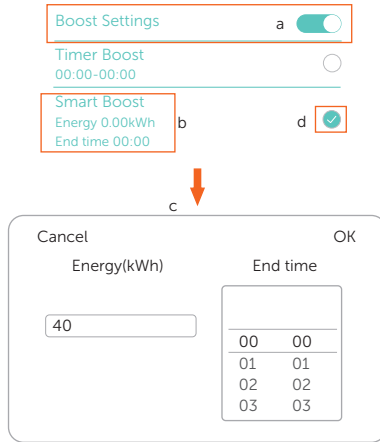 Boost Settings a
Timer Boost
00:00-00:00
Smart Boost
Energy 0.00kWh b d
End time 00:00
c
Cancel OK
Energy(kWh) End time
40
00 00
01 01
02 02
03 03